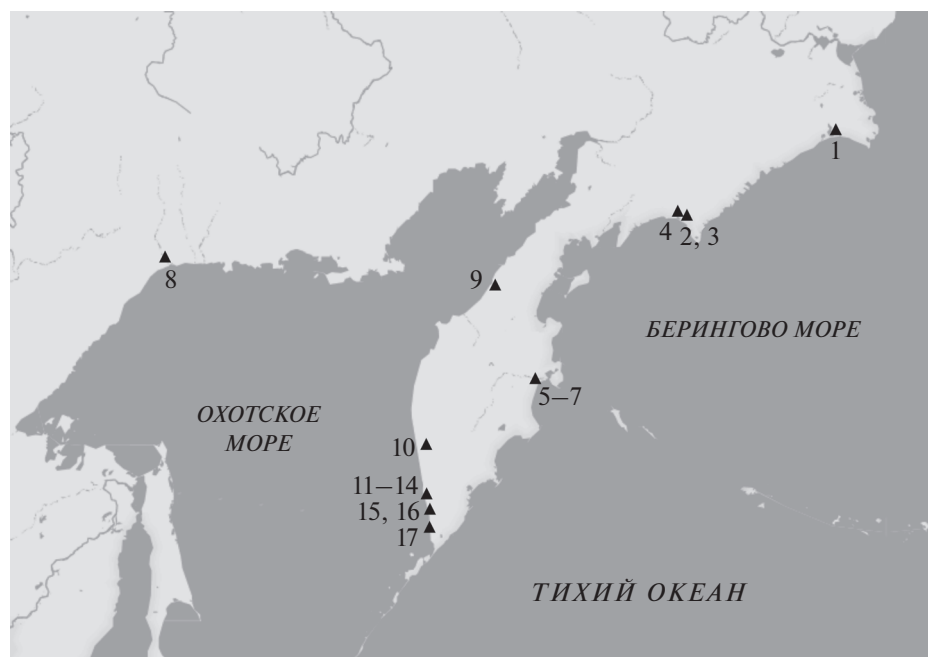 1
4
2, 3
8
9
БЕРИНГОВО МОРЕ
5–7
ОХОТСКОЕ
МОРЕ
10
11–14
15, 16
17
ТИХИЙ ОКЕАН